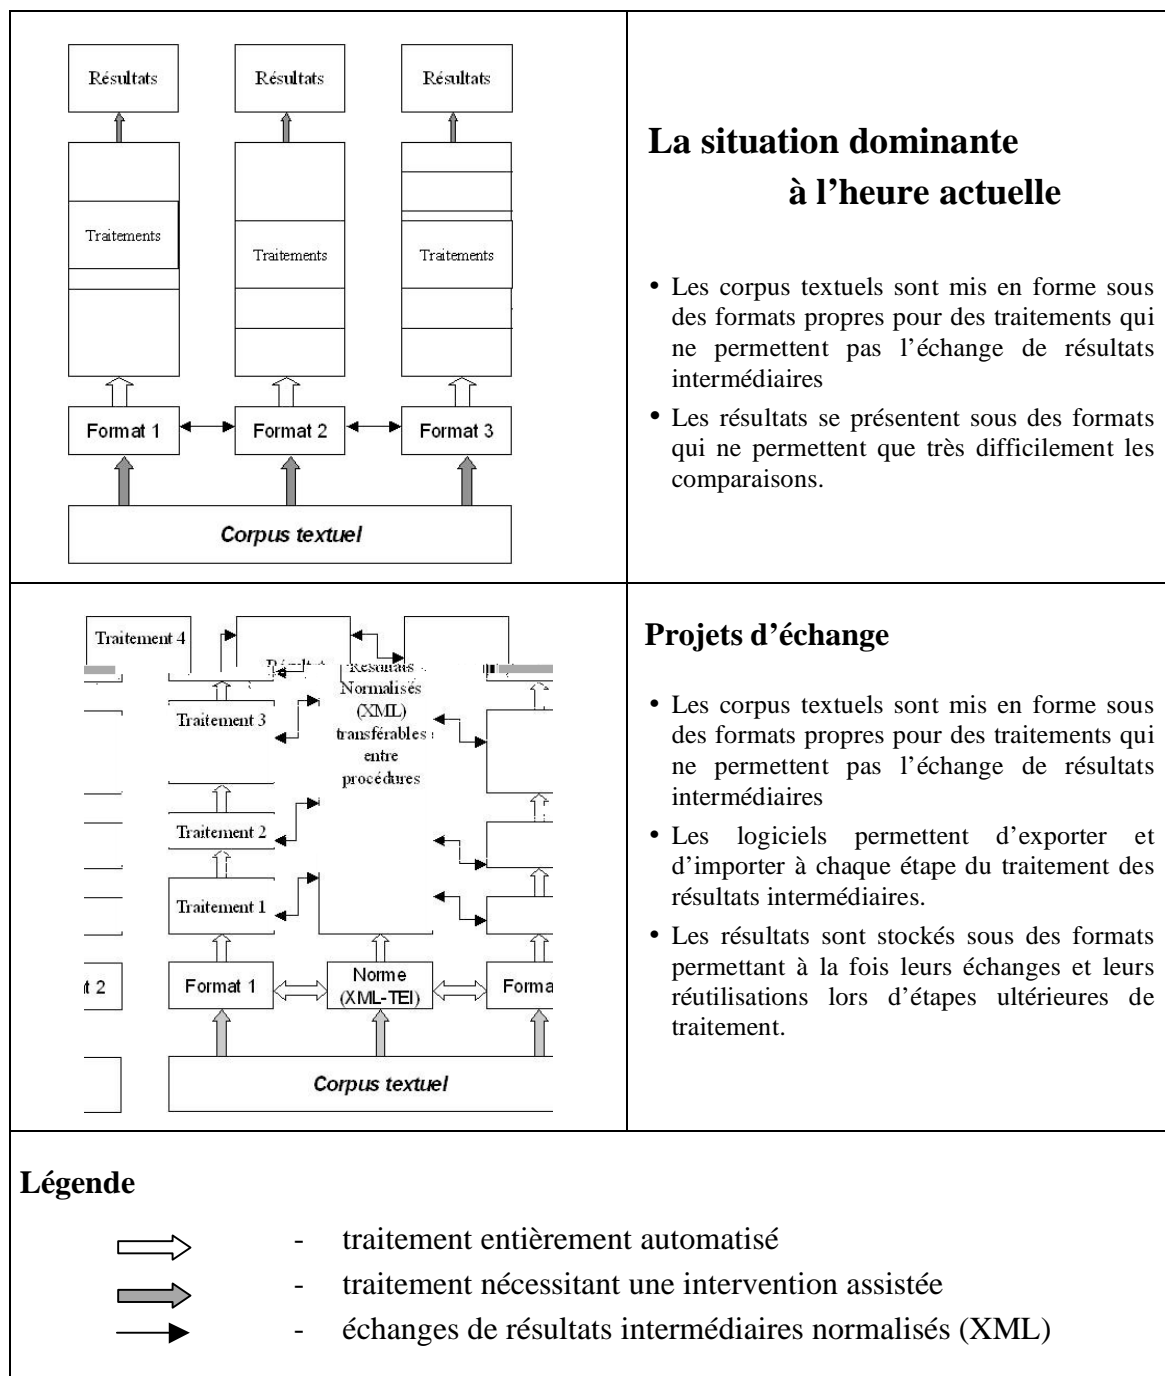 Résultats Résultats Résultats
Traitements
Traitements Traitements
Format 1 Format 2 Format 3
Corpus textuel
La situation dominante
à l’heure actuelle
• Les corpus textuels sont mis en forme sous
des formats propres pour des traitements qui
ne permettent pas l’échange de résultats
intermédiaires
• Les résultats se présentent sous des formats
qui ne permettent que très difficilement les
comparaisons.
Traitement 4
Normalisés
(XML)
Traitement 3
transférables
entre
procédures
Traitement 2
Traitement 1
t 2 Format 1 Norme Forma
(XML-TEI)
Corpus textuel
Projets d’échange
• Les corpus textuels sont mis en forme sous
des formats propres pour des traitements qui
ne permettent pas l’échange de résultats
intermédiaires
• Les logiciels permettent d’exporter et
d’importer à chaque étape du traitement des
résultats intermédiaires.
• Les résultats sont stockés sous des formats
permettant à la fois leurs échanges et leurs
réutilisations lors d’étapes ultérieures de
traitement.
Légende
- traitement entièrement automatisé
- traitement nécessitant une intervention assistée
- échanges de résultats intermédiaires normalisés (XML)